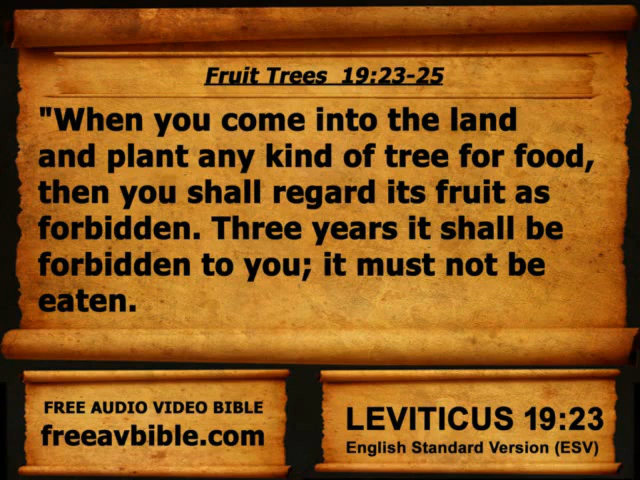 Fruit Trees  19:23-25
"When you come into the land
and plant any kind of tree for food,
then you shall regard its fruit as
forbidden. Three years it shall be
forbidden to you; it must not be
eaten.
FREE AUDIO VIDEO BIBLE
freeavbible.com
LEVITICUS 19:23
English Standard Version (ESV)